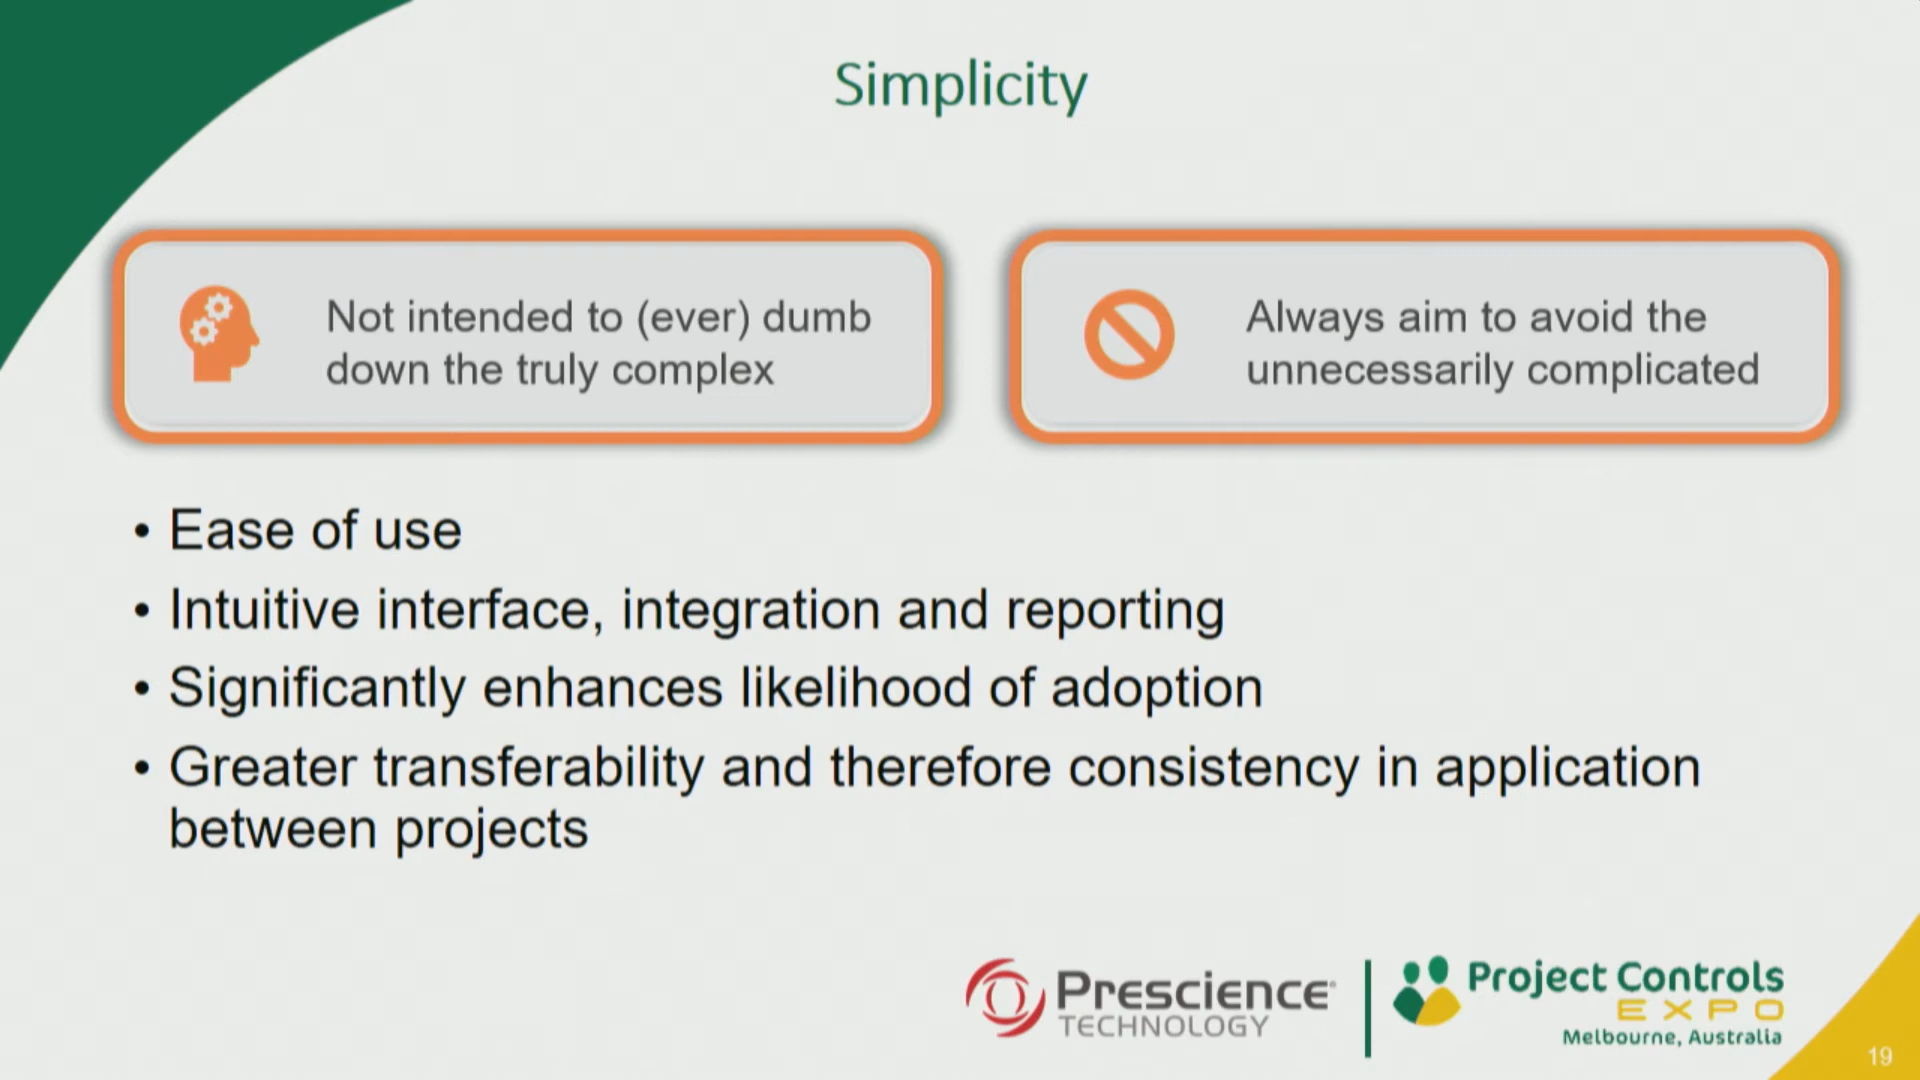 Simplicity
Not intended to (ever) dumb
down the truly complex
Always aim to avoid the
unnecessarily complicated
• Ease of use
• Intuitive interface, integration and reporting
• Significantly enhances likelihood of adoption
• Greater transferability and therefore consistency in application
between projects
Prescience
TECHNOLOGY
Project Controls
EXPO
Melbourne, Australia
19